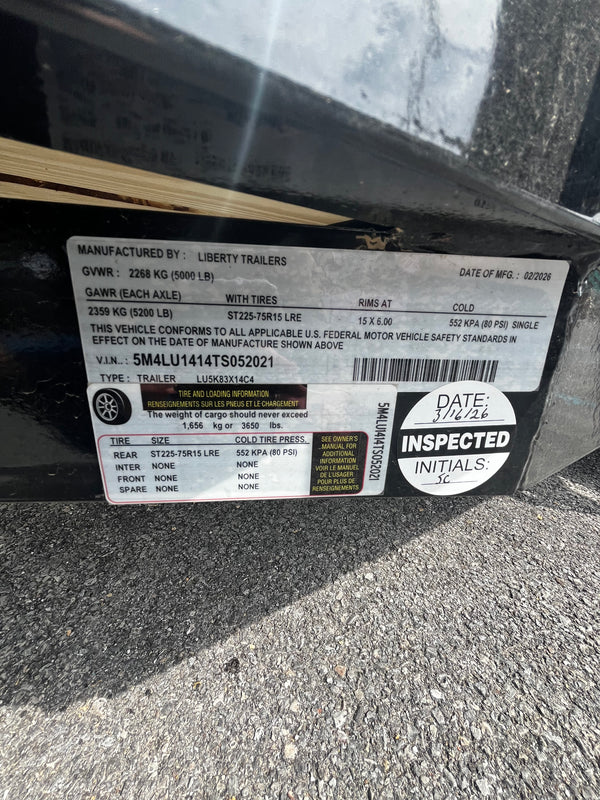 MANUFACTURED BY : LIBERTY TRAILERS
DATE OF MFG. : 02/2026
GVWR : 2268 KG (5000 LB)
GAWR (EACH AXLE) WITH TIRES RIMS AT COLD
2359 KG (5200 LB) ST225-75R15 LRE 15 X 6.00 552 KPA (80 PSI) SINGLE
THIS VEHICLE CONFORMS TO ALL APPLICABLE U.S. FEDERAL MOTOR VEHICLE SAFETY STANDARDS IN
EFFECT ON THE DATE OF MANUFACTURE SHOWN ABOVE
V.I.N.. : 5M4LU1414TS052021
TYPE : TRAILER LU5K83X14C4
TIRE AND LOADING INFORMATION
RENSEIGNEMENTS SUR LES PNEUS ET LE CHARGEMENT
The weight of cargo should never exceed
1,656 kg or 3650 lbs.
TIRE SIZE COLD TIRE PRESS.
REAR ST225-75R15 LRE 552 KPA (80 PSI)
INTER NONE NONE
FRONT NONE NONE
SPARE NONE NONE
SEE OWNER'S
MANUAL FOR
ADDITIONAL
INFORMATION
VOIR LE MANUEL
DE L'USAGER
POUR PLUS DE
RENSEIGNEMENTS
5M4LU1414TS052021
DATE:
3/16/26
INSPECTED
INITIALS:
SC